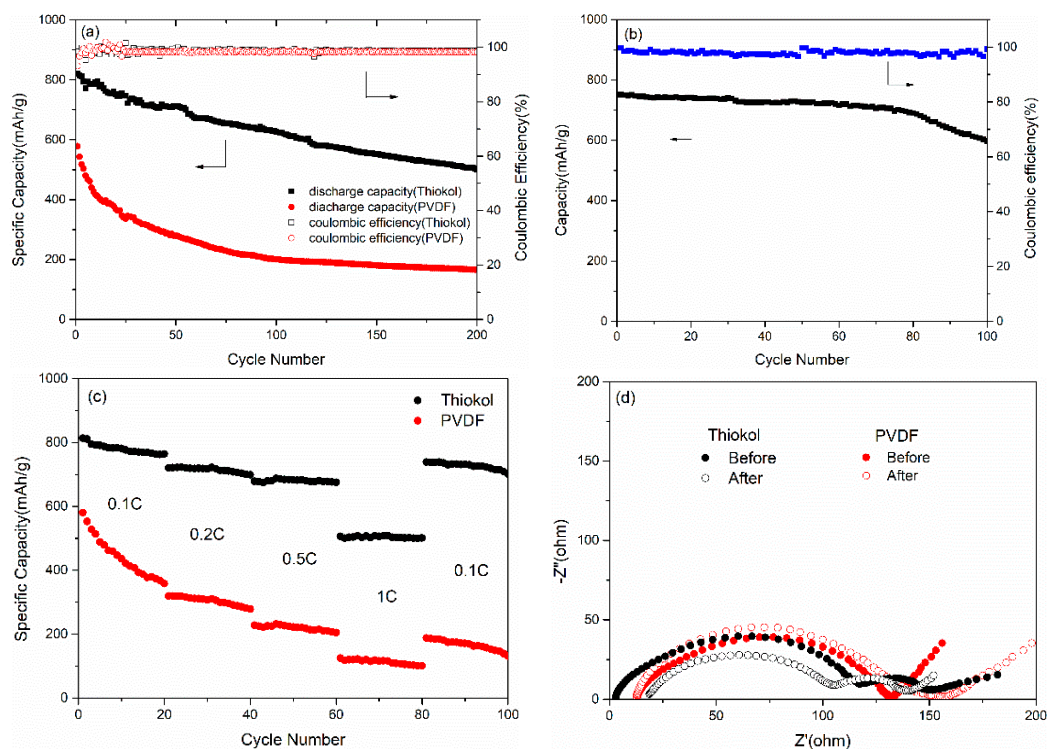 (a)
Specific Capacity(mAh/g)
1000
800
600
400
200
0
100
80
60
40
20
0
Coulombic Efficiency(%)
discharge capacity(Thiokol)
diacharge capacity(PVDF)
coulombic efficiency(Thiokol)
coulombic efficiency(PVDF)
0 50 100 150 200
Cycle Number
(b)
Capacity(mAh/g)
1000
800
600
400
200
0
100
80
60
40
20
0
Coulombic efficiency(%)
0 20 40 60 80 100
Cycle Number
(c)
Specific Capacity(mAh/g)
1000
800
600
400
200
0
Thiokol
PVDF
0.1C
0.2C
0.5C
1C
0.1C
0 20 40 60 80 100
Cycle Number
(d)
-Z''(ohm)
200
150
100
50
0
Thiokol PVDF
Before Before
After After
0 50 100 150 200
Z'(ohm)